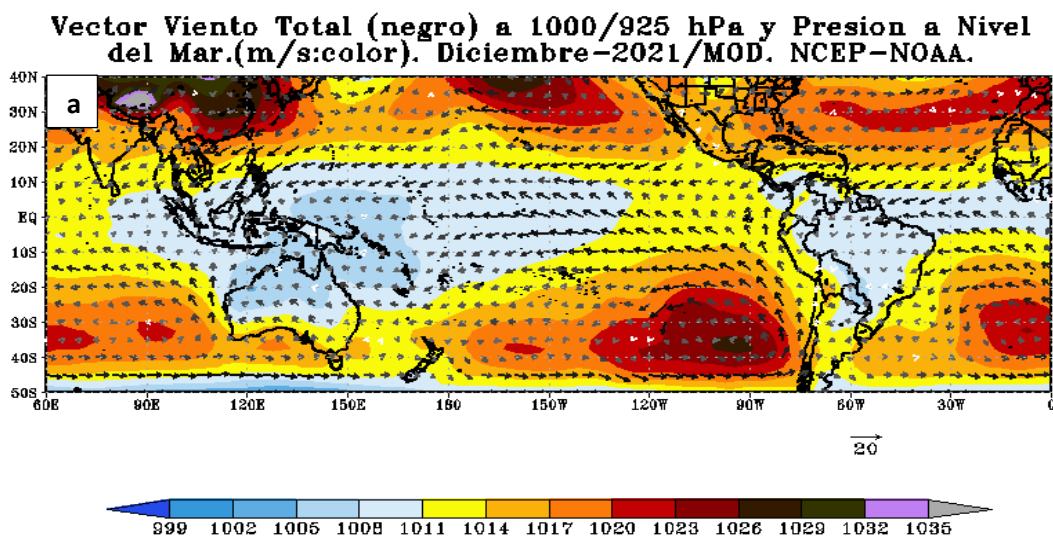 Vector Viento Total (negro) a 1000/925 hPa y Presion a Nivel
del Mar.(m/s:color). Diciembre-2021/MOD. NCEP-NOAA.
a
40N
30N
20N
10N
EQ
10S
20S
30S
40S
50S
60E 90E 120E 150E 180 150W 120W 90W 60W 30W 0
20
999 1002 1005 1008 1011 1014 1017 1020 1023 1026 1029 1032 1035